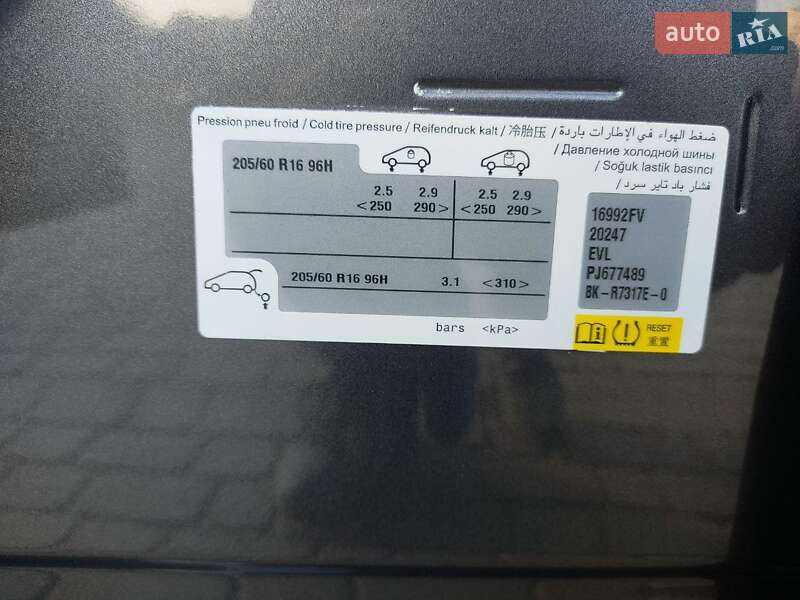 auto RIA.com
Pression pneu froid / Cold tire pressure / Reifendruck kalt / 冷胎压 / ضغط الهواء في الإطارات باردة
/ Давление холодной шины
/ Soğuk lastik basıncı
/ فشار باد تایر سرد
205/60 R16 96H
2.5 2.9 2.5 2.9
<250 290> <250 290>
205/60 R16 96H 3.1 <310>
bars <kPa>
16992FV
20247
EVL
PJ677489
BK-R7317E-0
RESET
重置